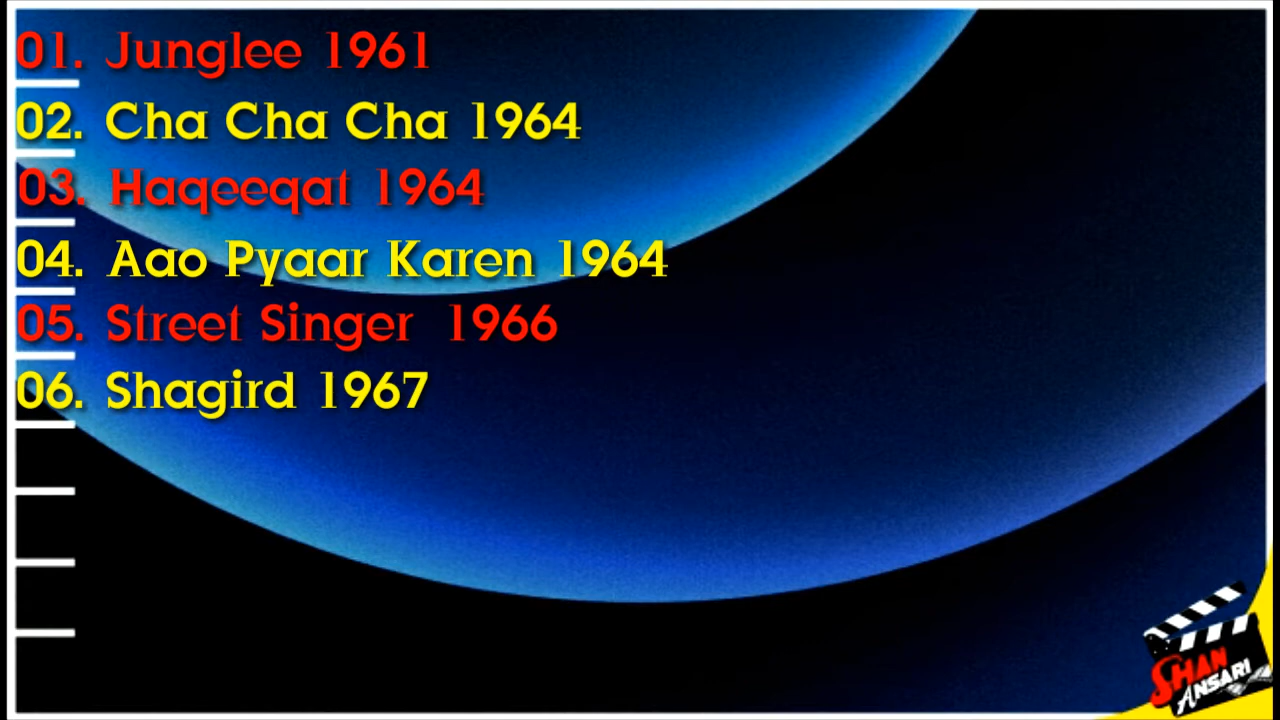 01. Junglee 1961
02. Cha Cha Cha 1964
03. Haqeeqat 1964
04. Aao Pyaar Karen 1964
05. Street Singer 1966
06. Shagird 1967
SHAN
ANSARI